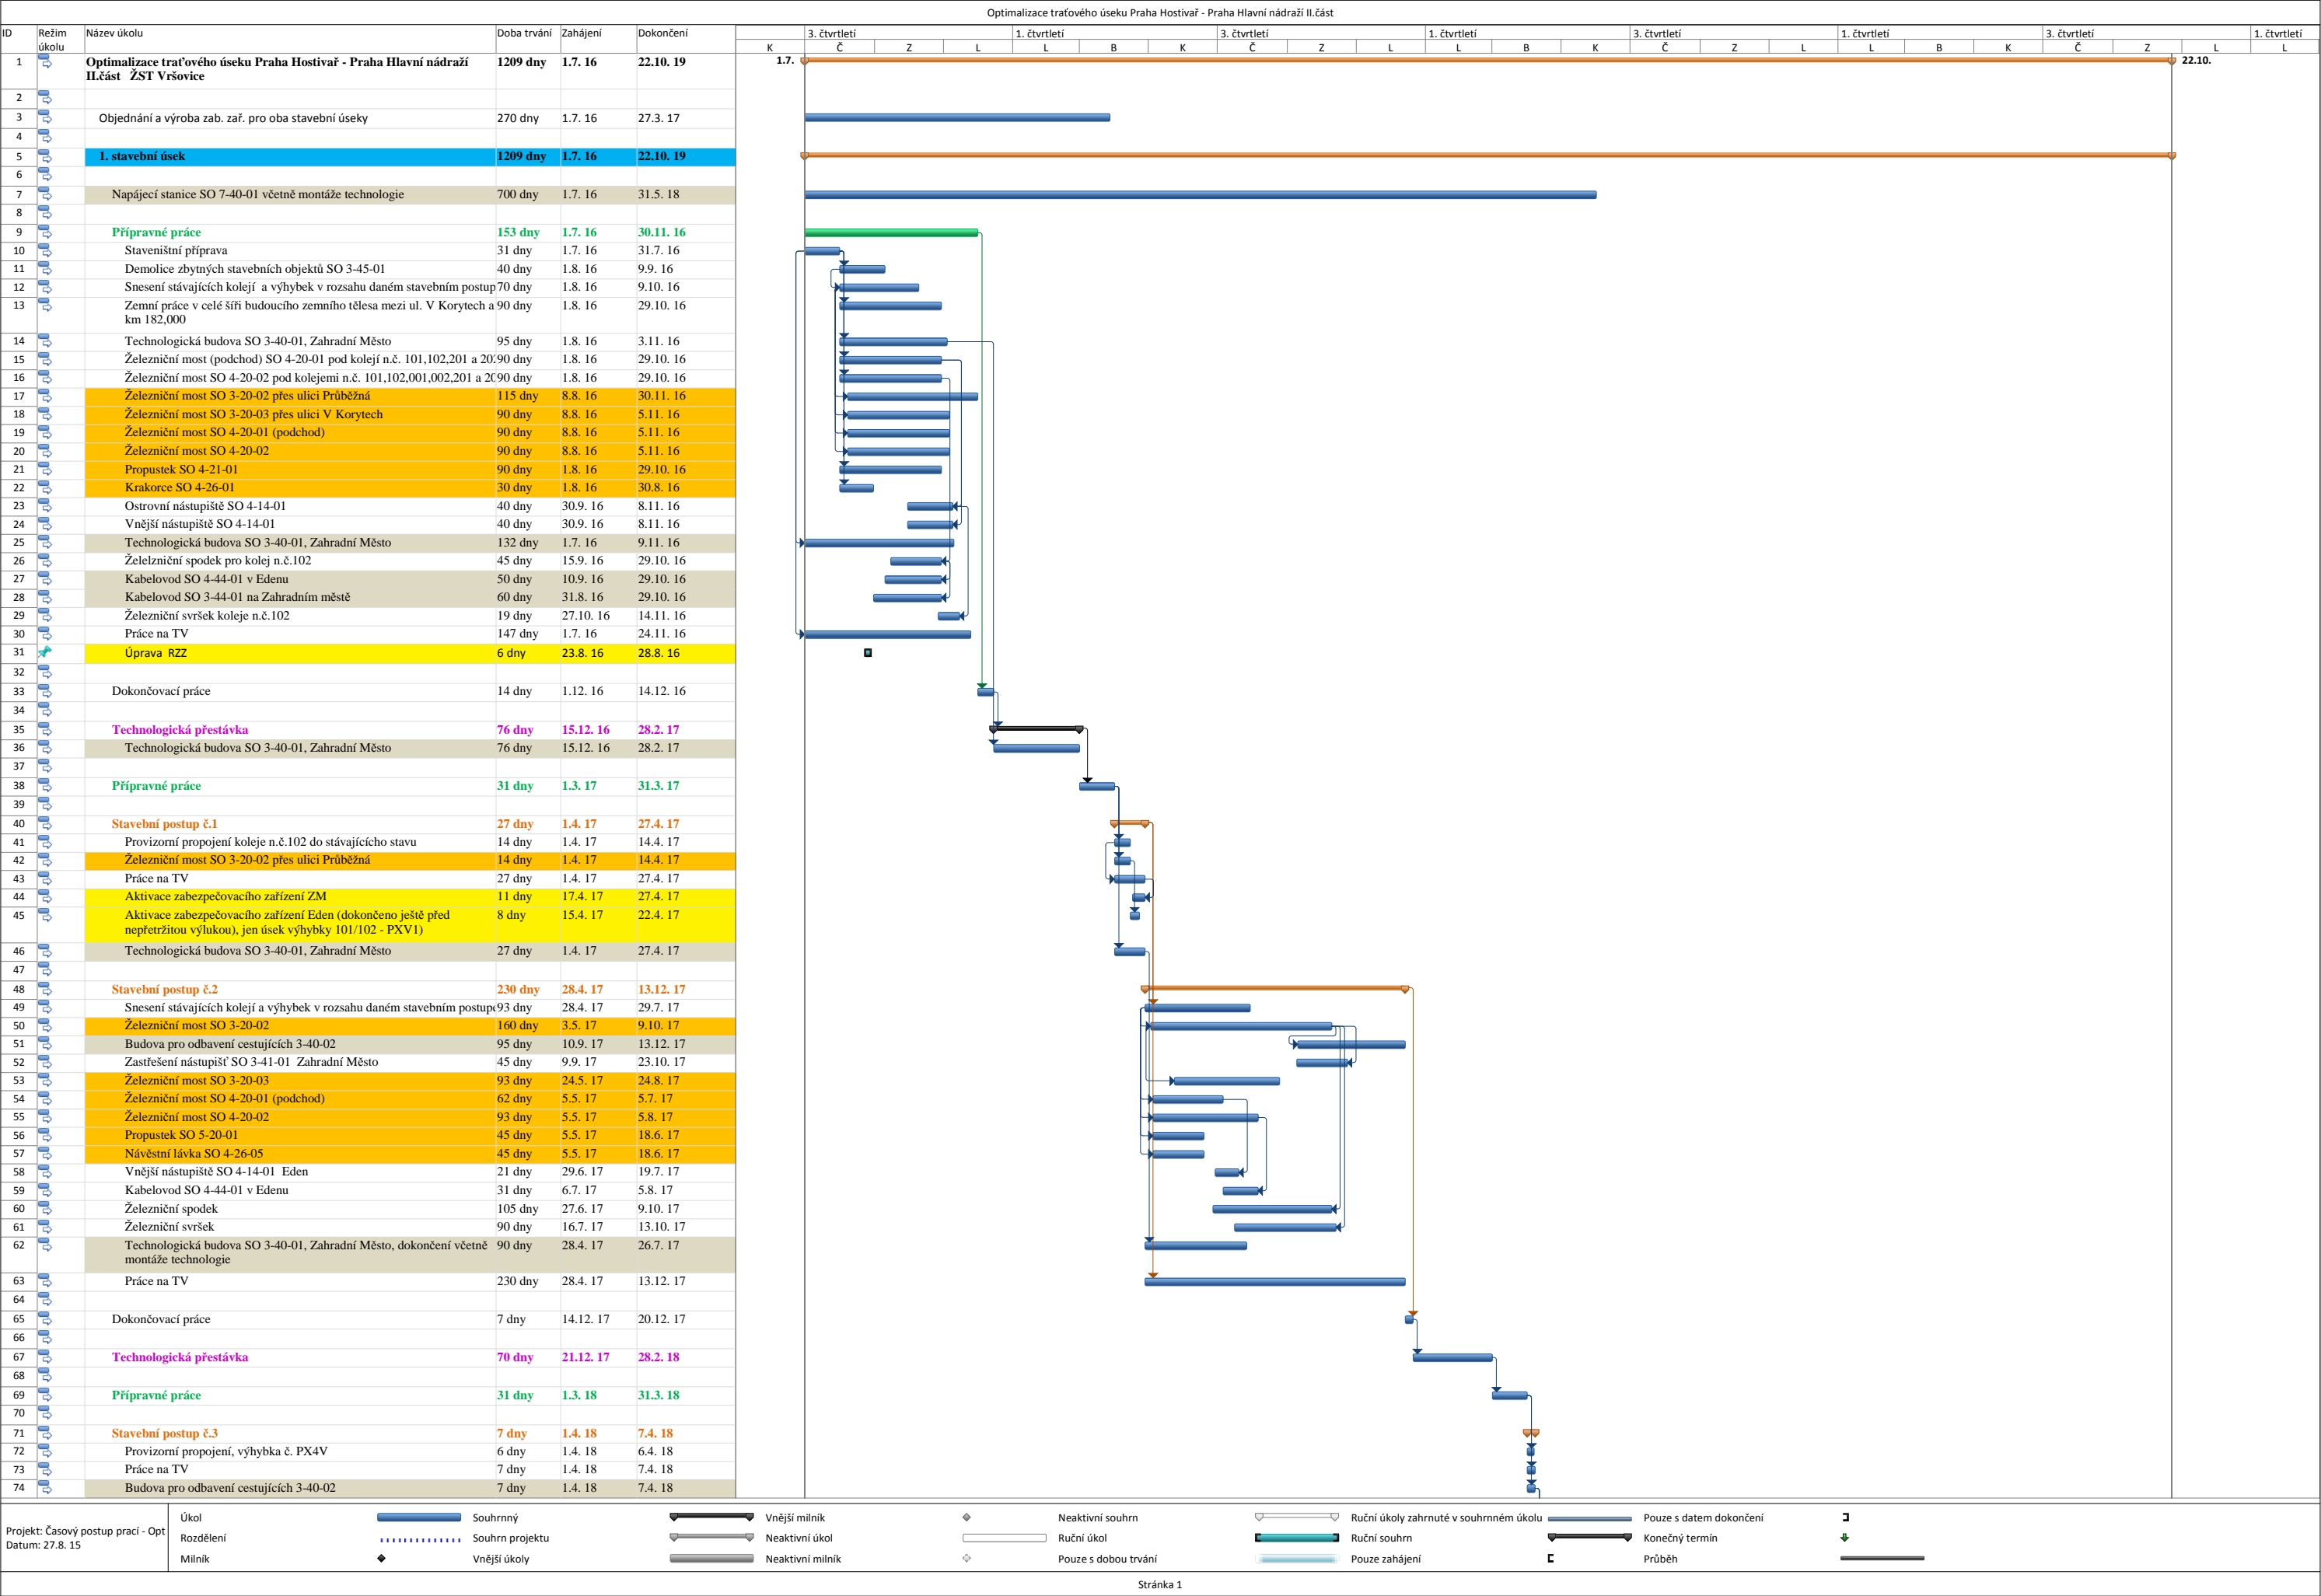 Optimalizace traťového úseku Praha Hostivař - Praha Hlavní nádraží II.část
ID Režim úkolu Název úkolu Doba trvání Zahájení Dokončení
3. čtvrtletí 1. čtvrtletí 3. čtvrtletí 1. čtvrtletí 3. čtvrtletí 1. čtvrtletí 3. čtvrtletí 1. čtvrtletí
K Č Z L L B K Č Z L L B K Č Z L L B K Č Z L L
1 Optimalizace traťového úseku Praha Hostivař - Praha Hlavní nádraží 1209 dny 1.7. 16 22.10. 19 1.7. 22.10.
II.část ŽST Vršovice
2
3 Objednání a výroba zab. zař. pro oba stavební úseky 270 dny 1.7. 16 27.3. 17
4
5 1. stavební úsek 1209 dny 1.7. 16 22.10. 19
6
7 Napájecí stanice SO 7-40-01 včetně montáže technologie 700 dny 1.7. 16 31.5. 18
8
9 Přípravné práce 153 dny 1.7. 16 30.11. 16
10 Staveništní příprava 31 dny 1.7. 16 31.7. 16
11 Demolice zbytných stavebních objektů SO 3-45-01 40 dny 1.8. 16 9.9. 16
12 Snesení stávajících kolejí a výhybek v rozsahu daném stavebním postup 70 dny 1.8. 16 9.10. 16
13 Zemní práce v celé šíři budoucího zemního tělesa mezi ul. V Korytech a 90 dny 1.8. 16 29.10. 16
km 182,000
14 Technologická budova SO 3-40-01, Zahradní Město 95 dny 1.8. 16 3.11. 16
15 Železniční most (podchod) SO 4-20-01 pod kolejí n.č. 101,102,201 a 20 90 dny 1.8. 16 29.10. 16
16 Železniční most SO 4-20-02 pod kolejemi n.č. 101,102,001,002,201 a 20 90 dny 1.8. 16 29.10. 16
17 Železniční most SO 3-20-02 přes ulici Průběžná 115 dny 8.8. 16 30.11. 16
18 Železniční most SO 3-20-03 přes ulici V Korytech 90 dny 8.8. 16 5.11. 16
19 Železniční most SO 4-20-01 (podchod) 90 dny 8.8. 16 5.11. 16
20 Železniční most SO 4-20-02 90 dny 8.8. 16 5.11. 16
21 Propustek SO 4-21-01 90 dny 1.8. 16 29.10. 16
22 Krakorce SO 4-26-01 30 dny 1.8. 16 30.8. 16
23 Ostrovní nástupiště SO 4-14-01 40 dny 30.9. 16 8.11. 16
24 Vnější nástupiště SO 4-14-01 40 dny 30.9. 16 8.11. 16
25 Technologická budova SO 3-40-01, Zahradní Město 132 dny 1.7. 16 9.11. 16
26 Želelzniční spodek pro kolej n.č.102 45 dny 15.9. 16 29.10. 16
27 Kabelovod SO 4-44-01 v Edenu 50 dny 10.9. 16 29.10. 16
28 Kabelovod SO 3-44-01 na Zahradním městě 60 dny 31.8. 16 29.10. 16
29 Železniční svršek koleje n.č.102 19 dny 27.10. 16 14.11. 16
30 Práce na TV 147 dny 1.7. 16 24.11. 16
31 Úprava RZZ 6 dny 23.8. 16 28.8. 16
32
33 Dokončovací práce 14 dny 1.12. 16 14.12. 16
34
35 Technologická přestávka 76 dny 15.12. 16 28.2. 17
36 Technologická budova SO 3-40-01, Zahradní Město 76 dny 15.12. 16 28.2. 17
37
38 Přípravné práce 31 dny 1.3. 17 31.3. 17
39
40 Stavební postup č.1 27 dny 1.4. 17 27.4. 17
41 Provizorní propojení koleje n.č.102 do stávajícícho stavu 14 dny 1.4. 17 14.4. 17
42 Železniční most SO 3-20-02 přes ulici Průběžná 14 dny 1.4. 17 14.4. 17
43 Práce na TV 27 dny 1.4. 17 27.4. 17
44 Aktivace zabezpečovacího zařízení ZM 11 dny 17.4. 17 27.4. 17
45 Aktivace zabezpečovacího zařízení Eden (dokončeno ještě před 8 dny 15.4. 17 22.4. 17
nepřetržitou výlukou), jen úsek výhybky 101/102 - PXV1)
46 Technologická budova SO 3-40-01, Zahradní Město 27 dny 1.4. 17 27.4. 17
47
48 Stavební postup č.2 230 dny 28.4. 17 13.12. 17
49 Snesení stávajících kolejí a výhybek v rozsahu daném stavebním postup 93 dny 28.4. 17 29.7. 17
50 Železniční most SO 3-20-02 160 dny 3.5. 17 9.10. 17
51 Budova pro odbavení cestujících 3-40-02 95 dny 10.9. 17 13.12. 17
52 Zastřešení nástupišť SO 3-41-01 Zahradní Město 45 dny 9.9. 17 23.10. 17
53 Železniční most SO 3-20-03 93 dny 24.5. 17 24.8. 17
54 Železniční most SO 4-20-01 (podchod) 62 dny 5.5. 17 5.7. 17
55 Železniční most SO 4-20-02 93 dny 5.5. 17 5.8. 17
56 Propustek SO 5-20-01 45 dny 5.5. 17 18.6. 17
57 Návěstní lávka SO 4-26-05 45 dny 5.5. 17 18.6. 17
58 Vnější nástupiště SO 4-14-01 Eden 21 dny 29.6. 17 19.7. 17
59 Kabelovod SO 4-44-01 v Edenu 31 dny 6.7. 17 5.8. 17
60 Železniční spodek 105 dny 27.6. 17 9.10. 17
61 Železniční svršek 90 dny 16.7. 17 13.10. 17
62 Technologická budova SO 3-40-01, Zahradní Město, dokončení včetně 90 dny 28.4. 17 26.7. 17
montáže technologie
63 Práce na TV 230 dny 28.4. 17 13.12. 17
64
65 Dokončovací práce 7 dny 14.12. 17 20.12. 17
66
67 Technologická přestávka 70 dny 21.12. 17 28.2. 18
68
69 Přípravné práce 31 dny 1.3. 18 31.3. 18
70
71 Stavební postup č.3 7 dny 1.4. 18 7.4. 18
72 Provizorní propojení, výhybka č. PX4V 6 dny 1.4. 18 6.4. 18
73 Práce na TV 7 dny 1.4. 18 7.4. 18
74 Budova pro odbavení cestujících 3-40-02 7 dny 1.4. 18 7.4. 18
Projekt: Časový postup prací - Opt
Datum: 27.8. 15
Úkol Souhrnný Vnější milník Neaktivní souhrn Ruční úkoly zahrnuté v souhrnném úkolu Pouze s datem dokončení
Rozdělení Souhrn projektu Neaktivní úkol Ruční úkol Ruční souhrn Konečný termín
Milník Vnější úkoly Neaktivní milník Pouze s dobou trvání Pouze zahájení Průběh
Stránka 1